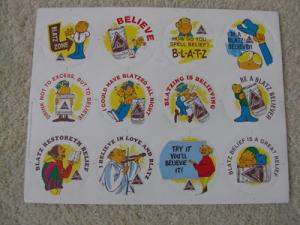 BLATZ
ZONE
BELIEVE
HOW DO YOU
SPELL RELIEF?
B-L-A-T-Z
I'M A
BLATZ
BELIEVER!
DRINK NOT TO EXCESS, BUT TO BELIEVE
I COULD HAVE BLATZED ALL NIGHT
BLATZING IS BELIEVING
BE A BLATZ BELIEVER
BLATZ RESTORETH BELIEF
I BELIEVE IN LOVE AND BLATZ
TRY IT
YOU'LL
BELIEVE
IT!
BLATZ BELIEF IS A GREAT RELIEF